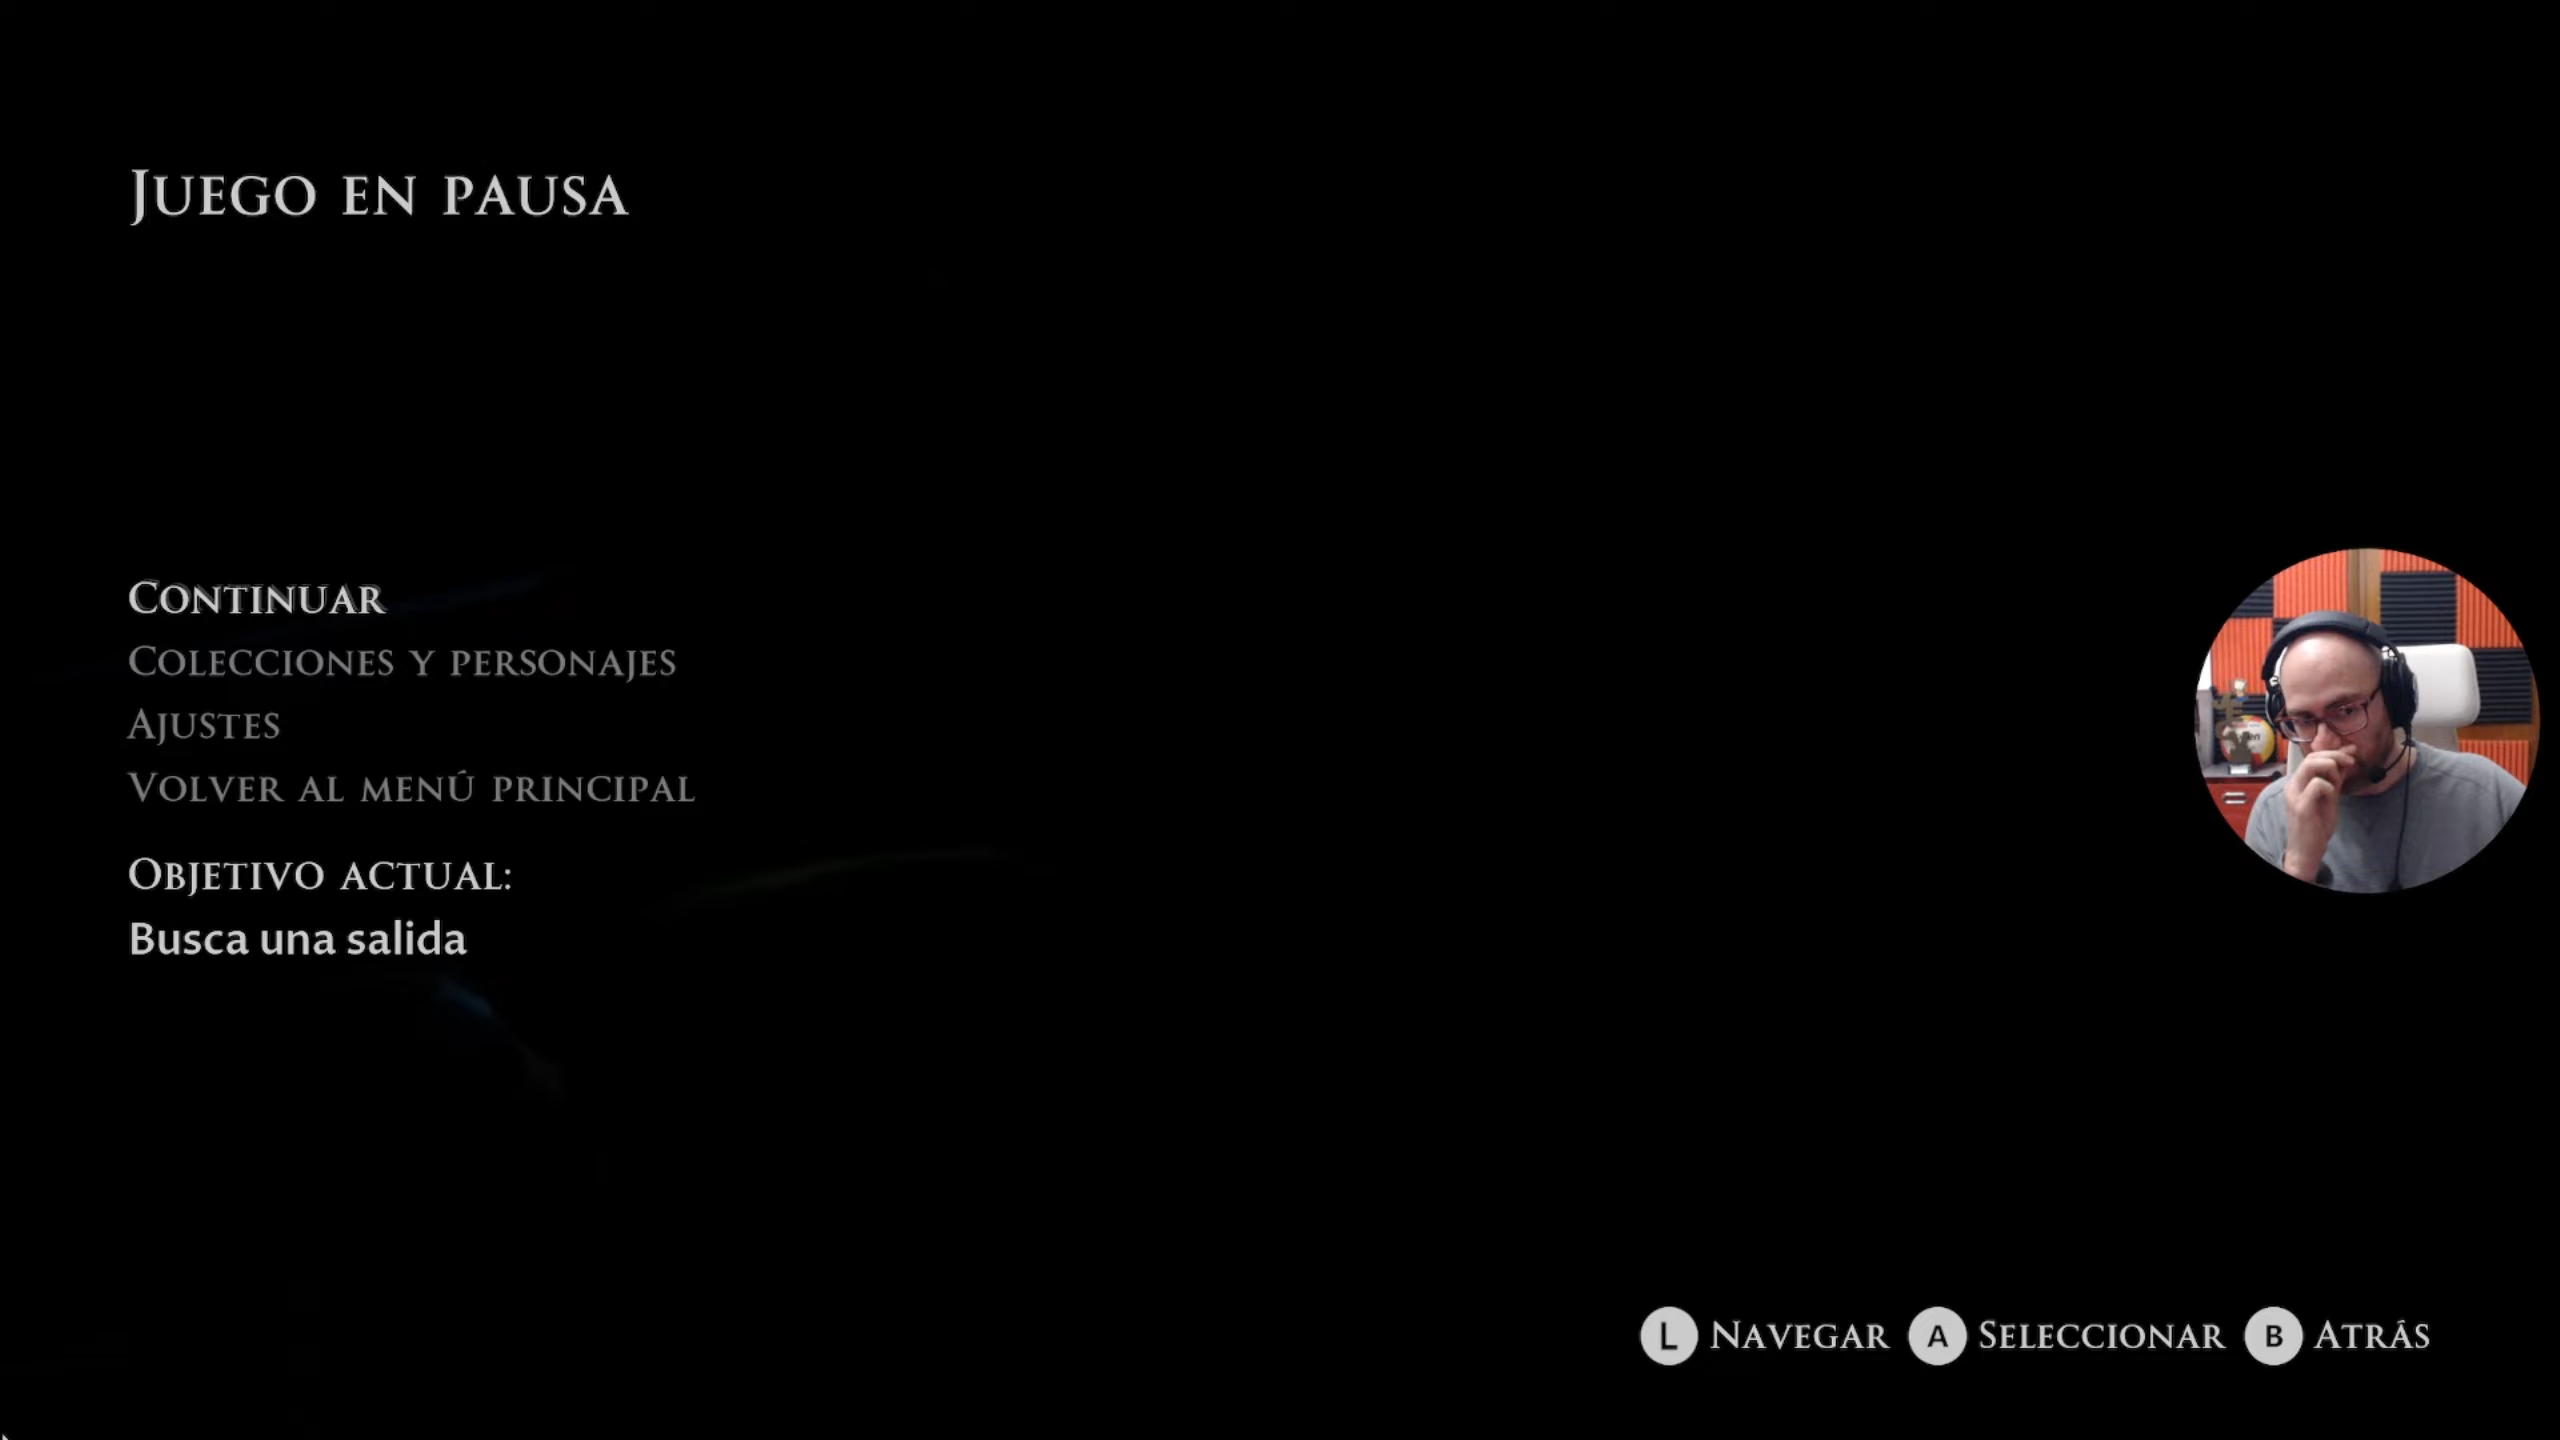 Juego en pausa
Continuar
Colecciones y personajes
Ajustes
Volver al menú principal
Objetivo actual:
Busca una salida
L Navegar A Seleccionar B Atrás